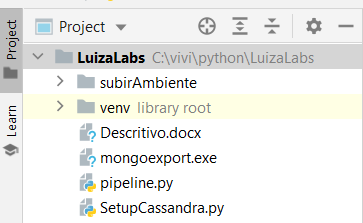 Project
Project
LuizaLabs C:\vivi\python\LuizaLabs
subirAmbiente
venv library root
Descritivo.docx
mongoexport.exe
pipeline.py
SetupCassandra.py
Learn